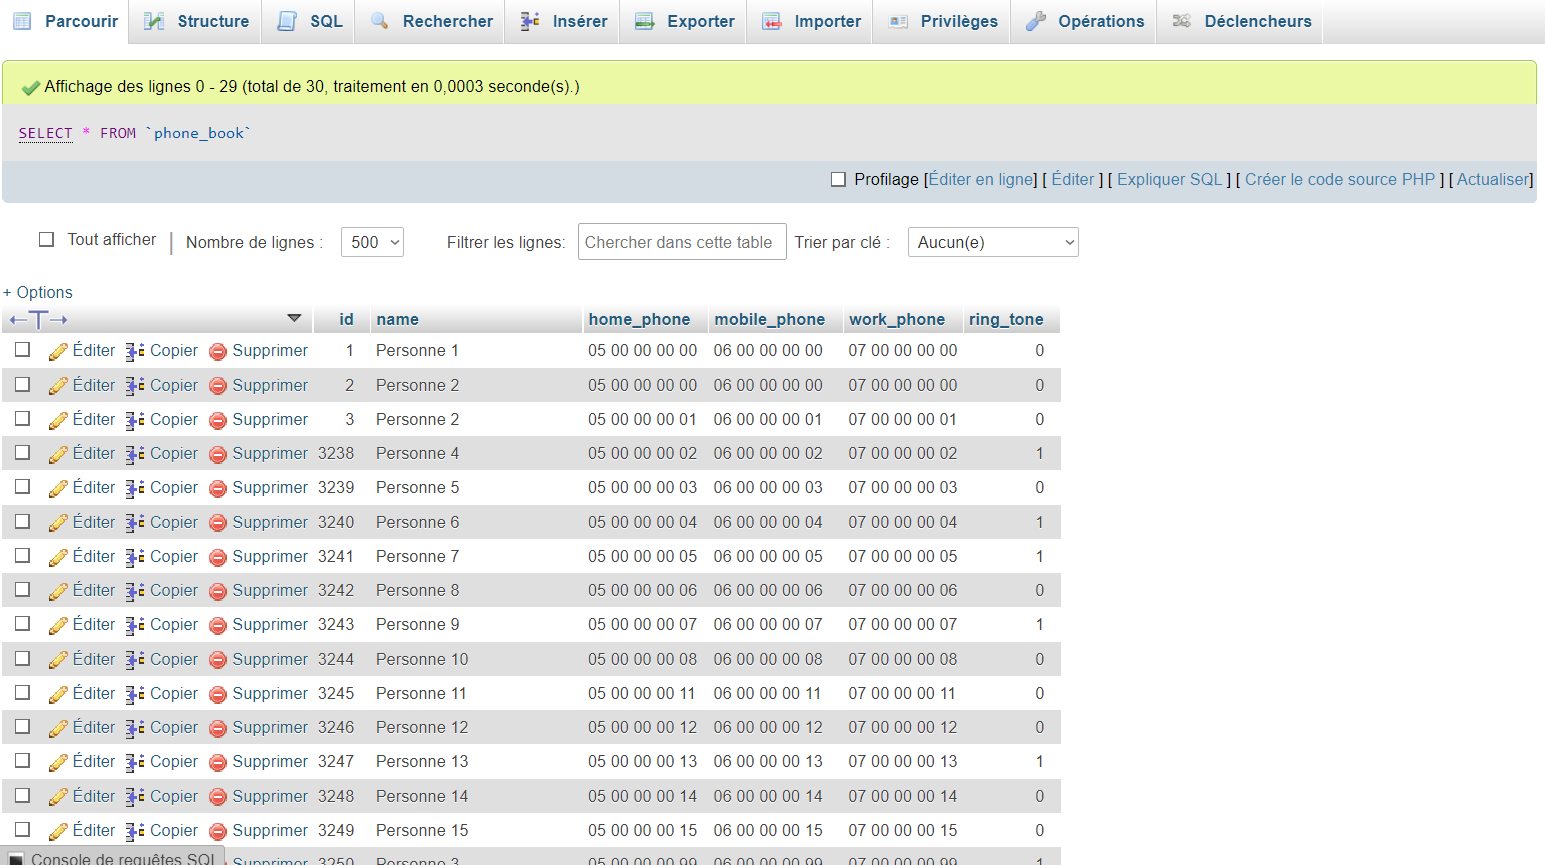 Parcourir Structure SQL Rechercher Insérer Exporter Importer Privilèges Opérations Déclencheurs
Affichage des lignes 0 - 29 (total de 30, traitement en 0,0003 seconde(s).)
SELECT * FROM `phone_book`
Profilage [Éditer en ligne] [ Éditer ] [ Expliquer SQL ] [ Créer le code source PHP ] [ Actualiser]
Tout afficher | Nombre de lignes : 500 Filtrer les lignes: Chercher dans cette table Trier par clé : Aucun(e)
+ Options
←T→ id name home_phone mobile_phone work_phone ring_tone
Éditer Copier Supprimer 1 Personne 1 05 00 00 00 00 06 00 00 00 00 07 00 00 00 00 0
Éditer Copier Supprimer 2 Personne 2 05 00 00 00 00 06 00 00 00 00 07 00 00 00 00 0
Éditer Copier Supprimer 3 Personne 2 05 00 00 00 01 06 00 00 00 01 07 00 00 00 01 0
Éditer Copier Supprimer 3238 Personne 4 05 00 00 00 02 06 00 00 00 02 07 00 00 00 02 1
Éditer Copier Supprimer 3239 Personne 5 05 00 00 00 03 06 00 00 00 03 07 00 00 00 03 0
Éditer Copier Supprimer 3240 Personne 6 05 00 00 00 04 06 00 00 00 04 07 00 00 00 04 1
Éditer Copier Supprimer 3241 Personne 7 05 00 00 00 05 06 00 00 00 05 07 00 00 00 05 1
Éditer Copier Supprimer 3242 Personne 8 05 00 00 00 06 06 00 00 00 06 07 00 00 00 06 0
Éditer Copier Supprimer 3243 Personne 9 05 00 00 00 07 06 00 00 00 07 07 00 00 00 07 1
Éditer Copier Supprimer 3244 Personne 10 05 00 00 00 08 06 00 00 00 08 07 00 00 00 08 0
Éditer Copier Supprimer 3245 Personne 11 05 00 00 00 11 06 00 00 00 11 07 00 00 00 11 0
Éditer Copier Supprimer 3246 Personne 12 05 00 00 00 12 06 00 00 00 12 07 00 00 00 12 0
Éditer Copier Supprimer 3247 Personne 13 05 00 00 00 13 06 00 00 00 13 07 00 00 00 13 1
Éditer Copier Supprimer 3248 Personne 14 05 00 00 00 14 06 00 00 00 14 07 00 00 00 14 0
Éditer Copier Supprimer 3249 Personne 15 05 00 00 00 15 06 00 00 00 15 07 00 00 00 15 0
Console de requêtes SQL Supprimer 3250 Personne 3 05 00 00 00 99 06 00 00 00 99 07 00 00 00 99 1